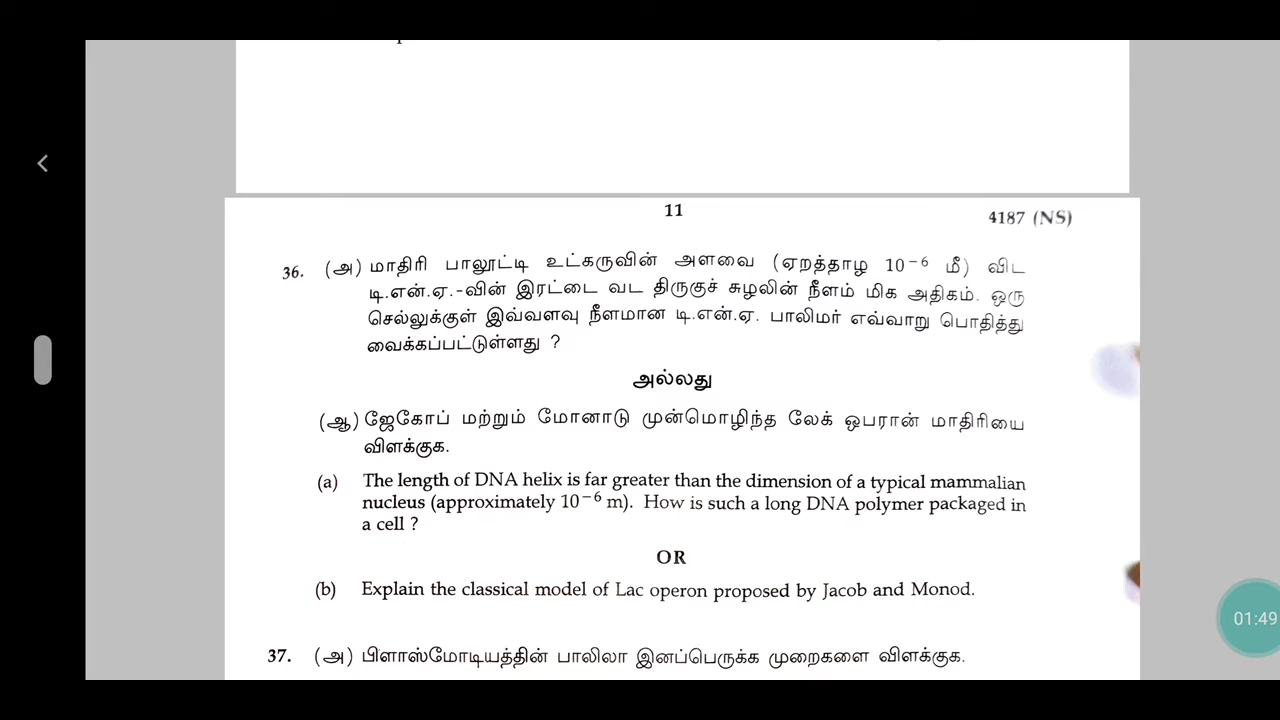 11
4187 (NS)
36. (அ) மாதிரி பாலூட்டி உட்கருவின் அளவை (ஏறத்தாழ 10⁻⁶ மீ) விட
டி.என்.ஏ.-வின் இரட்டை வட திருகுச் சுழலின் நீளம் மிக அதிகம். ஒரு
செல்லுக்குள் இவ்வளவு நீளமான டி.என்.ஏ. பாலிமர் எவ்வாறு பொதித்து
வைக்கப்பட்டுள்ளது ?
அல்லது
(ஆ) ஜேகோப் மற்றும் மோனாடு முன்மொழிந்த லேக் ஒபரான் மாதிரியை
விளக்குக.
(a) The length of DNA helix is far greater than the dimension of a typical mammalian
nucleus (approximately 10⁻⁶ m). How is such a long DNA polymer packaged in
a cell ?
OR
(b) Explain the classical model of Lac operon proposed by Jacob and Monod.
37. (அ) பிளாஸ்மோடியத்தின் பாலிலா இனப்பெருக்க முறைகளை விளக்குக.
01:49